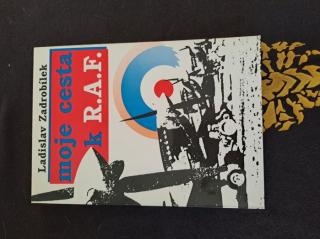 Ladislav Zadrobílek
moje cesta
k R.A.F.